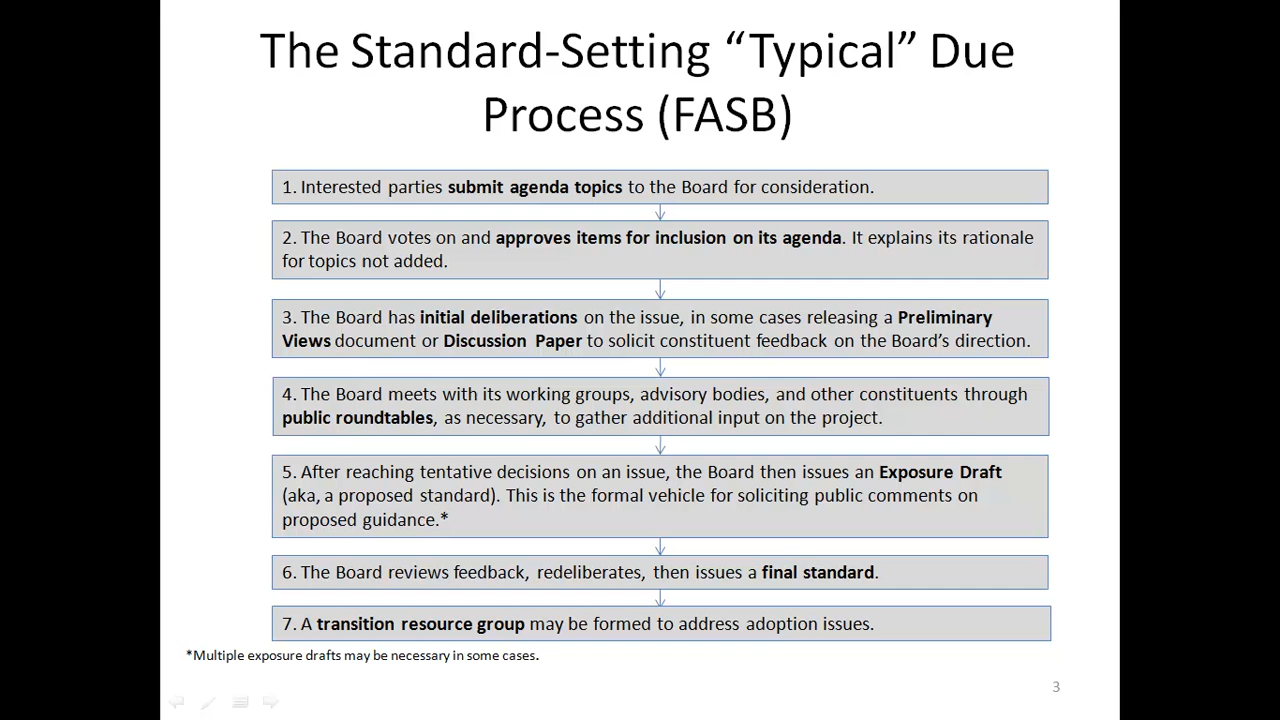 The Standard-Setting “Typical” Due
Process (FASB)
1. Interested parties submit agenda topics to the Board for consideration.
2. The Board votes on and approves items for inclusion on its agenda. It explains its rationale
for topics not added.
3. The Board has initial deliberations on the issue, in some cases releasing a Preliminary
Views document or Discussion Paper to solicit constituent feedback on the Board’s direction.
4. The Board meets with its working groups, advisory bodies, and other constituents through
public roundtables, as necessary, to gather additional input on the project.
5. After reaching tentative decisions on an issue, the Board then issues an Exposure Draft
(aka, a proposed standard). This is the formal vehicle for soliciting public comments on
proposed guidance.*
6. The Board reviews feedback, redeliberates, then issues a final standard.
7. A transition resource group may be formed to address adoption issues.
*Multiple exposure drafts may be necessary in some cases.
3